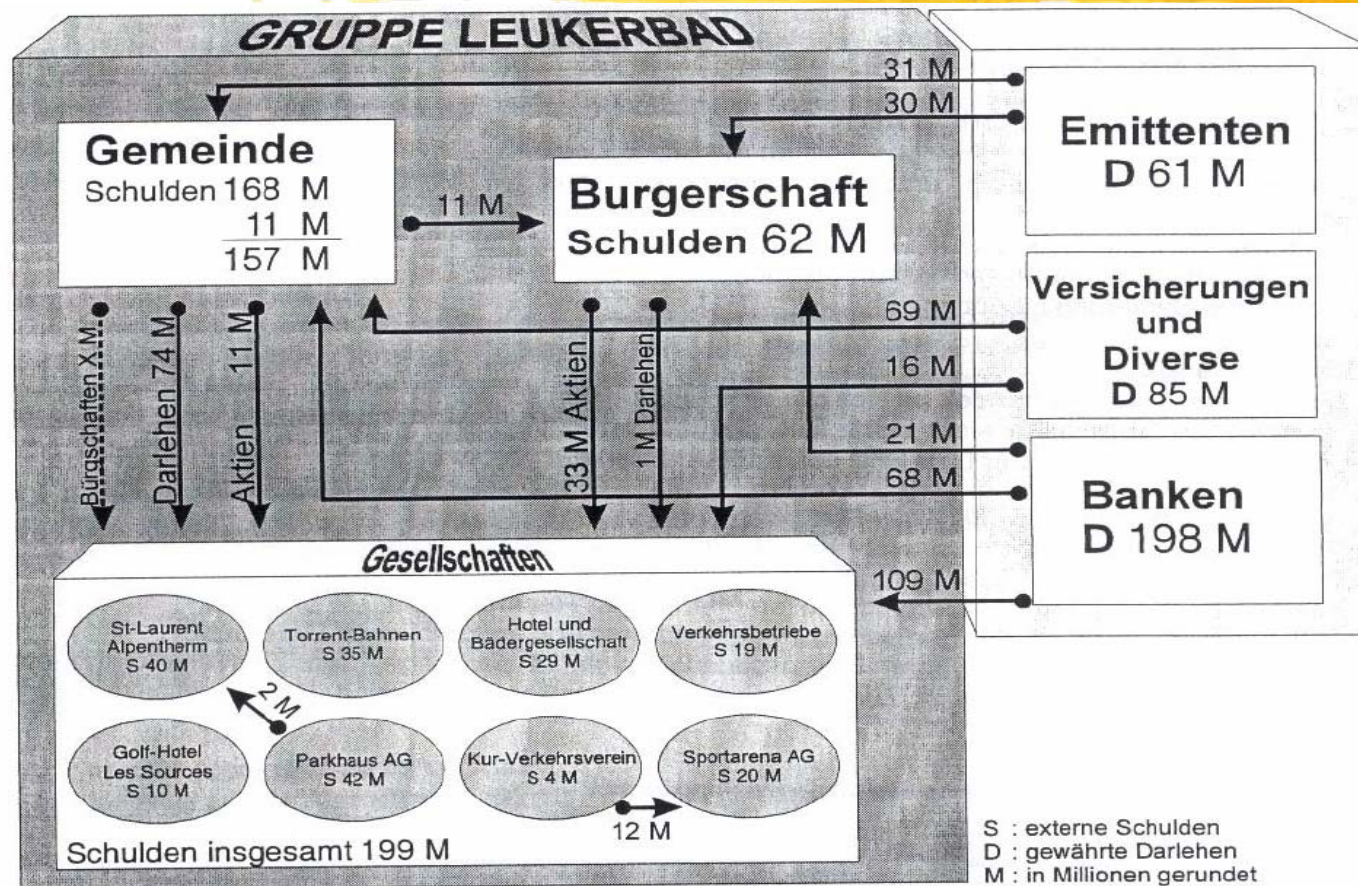 GRUPPE LEUKERBAD
31 M
30 M
Gemeinde
Schulden 168 M
11 M
157 M
11 M
Burgerschaft
Schulden 62 M
Emittenten
D 61 M
Versicherungen
und
Diverse
D 85 M
Banken
D 198 M
69 M
16 M
21 M
68 M
109 M
Bürgschaften X M
Darlehen 74 M
Aktien 11 M
33 M Aktien
1 M Darlehen
Gesellschaften
St-Laurent
Alpentherm
S 40 M
Torrent-Bahnen
S 35 M
Hotel und
Bädergesellschaft
S 29 M
Verkehrsbetriebe
S 19 M
2 M
Golf-Hotel
Les Sources
S 10 M
Parkhaus AG
S 42 M
Kur-Verkehrsverein
S 4 M
Sportarena AG
S 20 M
12 M
Schulden insgesamt 199 M
S : externe Schulden
D : gewährte Darlehen
M : in Millionen gerundet